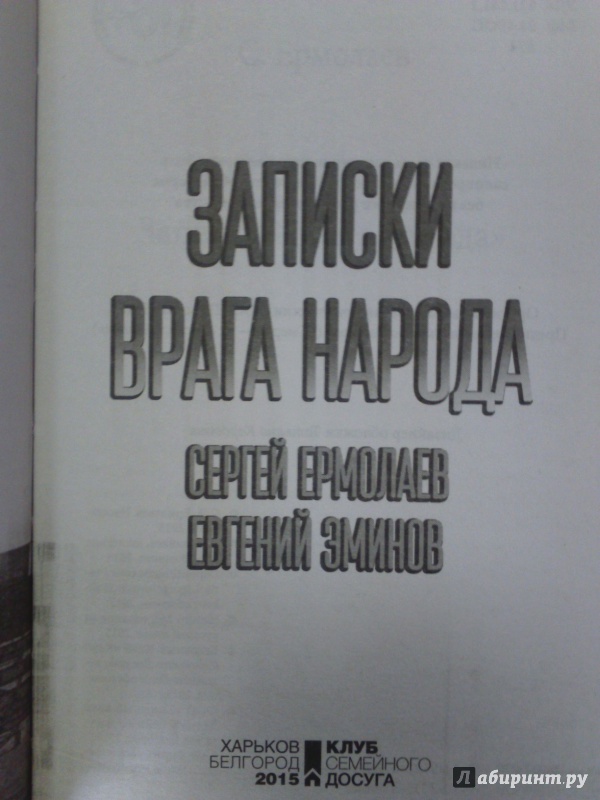 ЗАПИСКИ
ВРАГА НАРОДА
СЕРГЕЙ ЕРМОЛАЕВ
ЕВГЕНИЙ ЭМИНОВ
ХАРЬКОВ
БЕЛГОРОД
2015
КЛУБ
СЕМЕЙНОГО
ДОСУГА
Лабиринт.ру